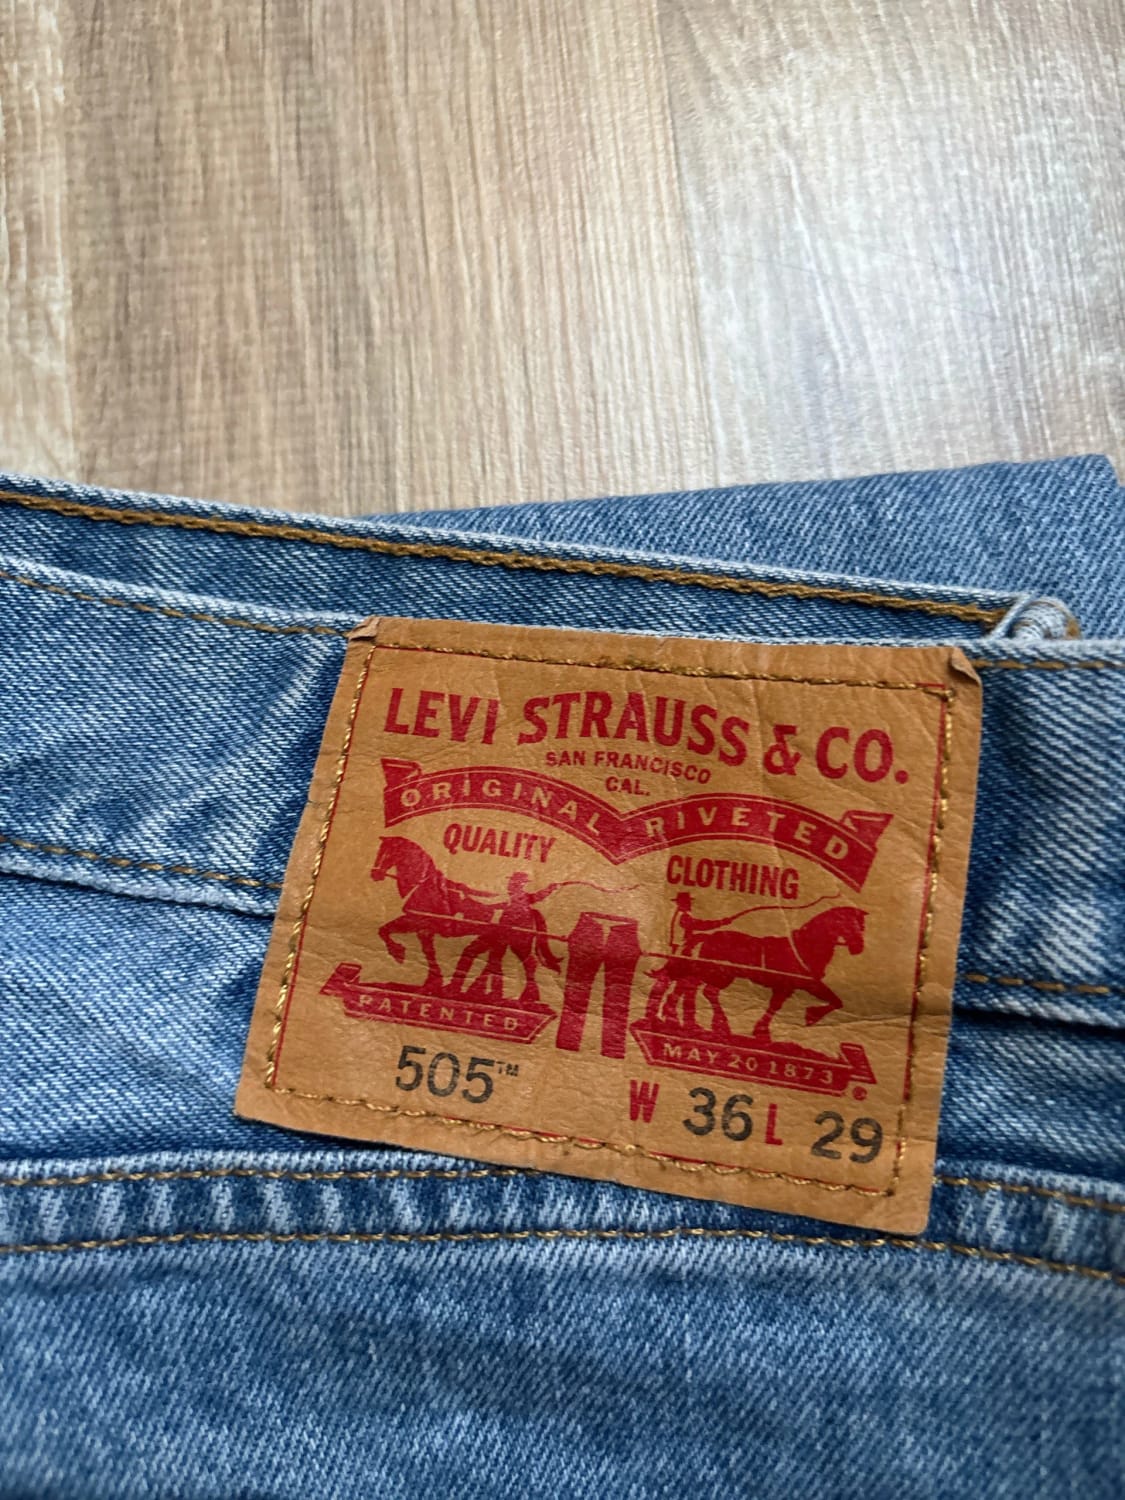 LEVI STRAUSS & CO.
SAN FRANCISCO
CAL.
ORIGINAL RIVETED
QUALITY CLOTHING
PATENTED MAY 20 1873 ®
505™ W 36 L 29